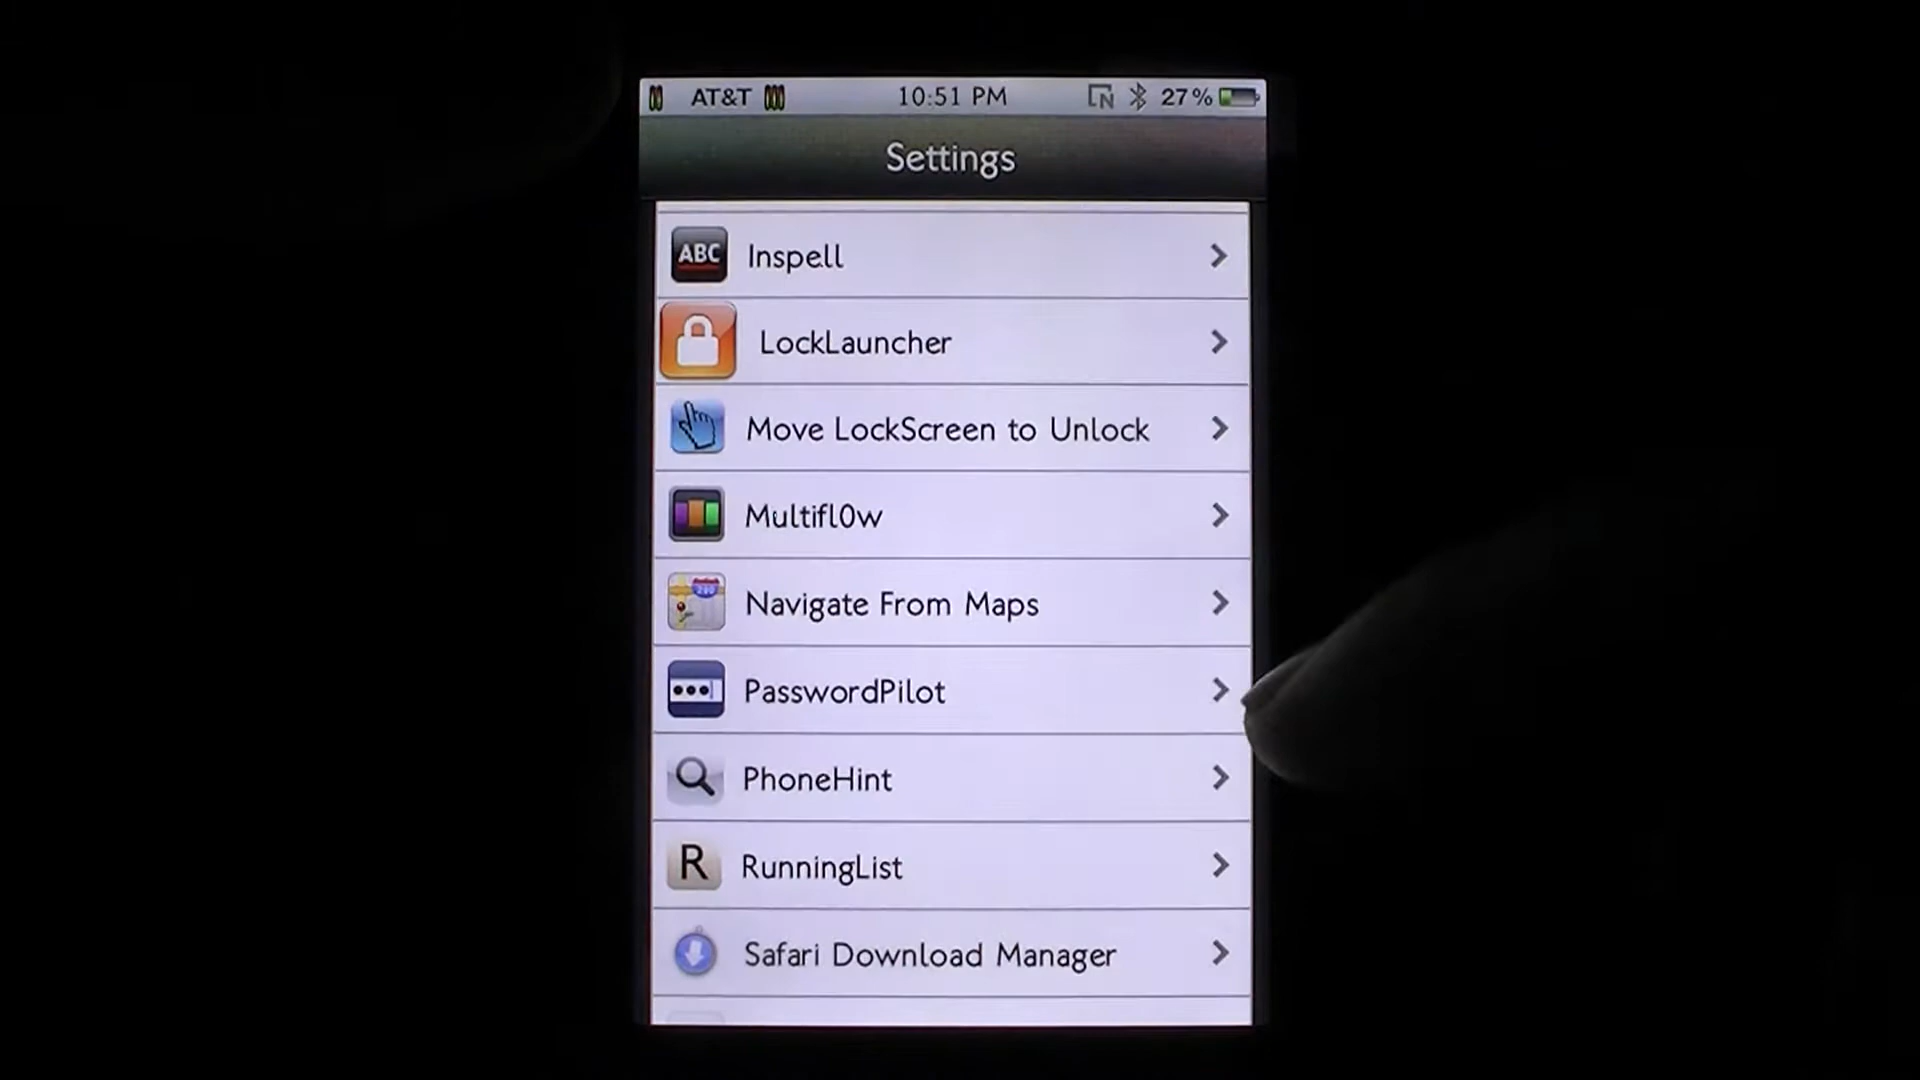 AT&T 10:51 PM N 27%
Settings
ABC Inspell
LockLauncher
Move LockScreen to Unlock
Multifl0w
Navigate From Maps
PasswordPilot
PhoneHint
R RunningList
Safari Download Manager